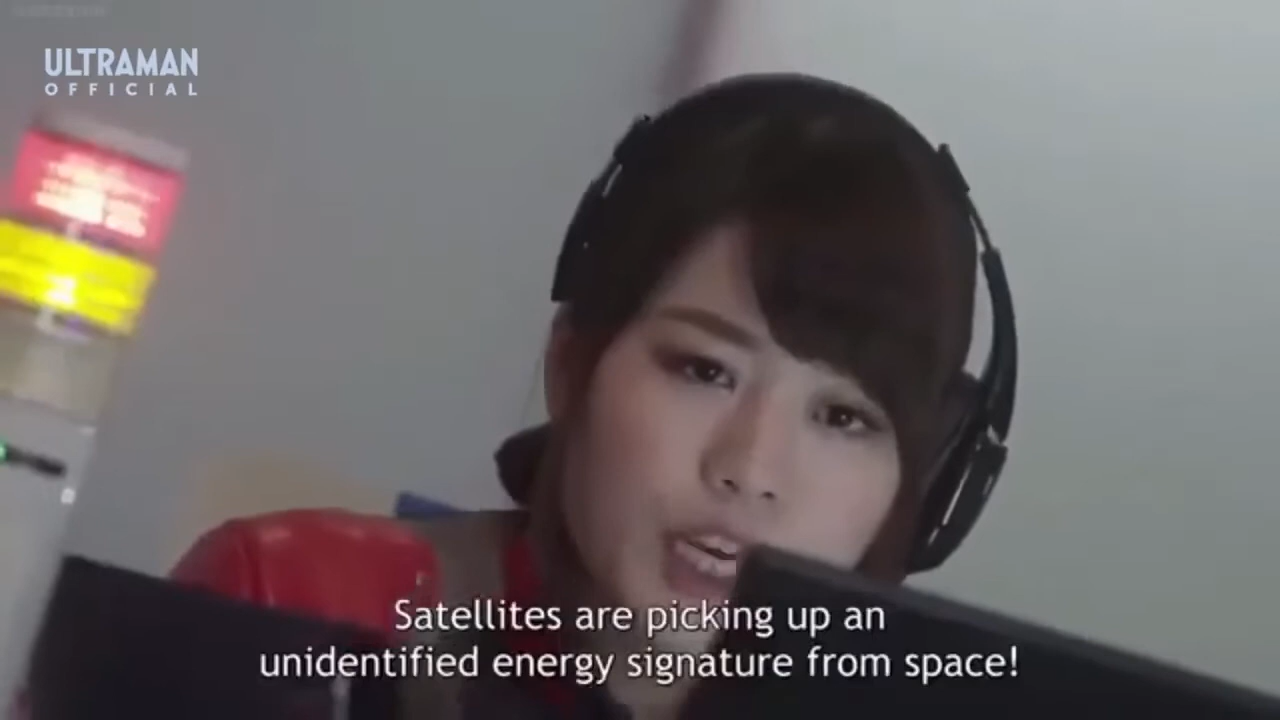 ULTRAMAN
OFFICIAL
Satellites are picking up an
unidentified energy signature from space!